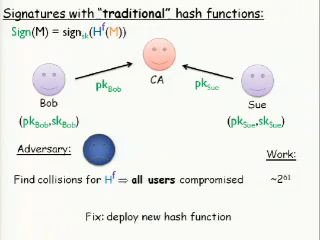 Signatures with “traditional” hash functions:
Sign(M) = sign_sk(H^f(M))
CA
pk_Bob
pk_Sue
Bob
Sue
(pk_Bob,sk_Bob)
(pk_Sue,sk_Sue)
Adversary:
Work:
Find collisions for H^f ⇒ all users compromised
~2^61
Fix: deploy new hash function